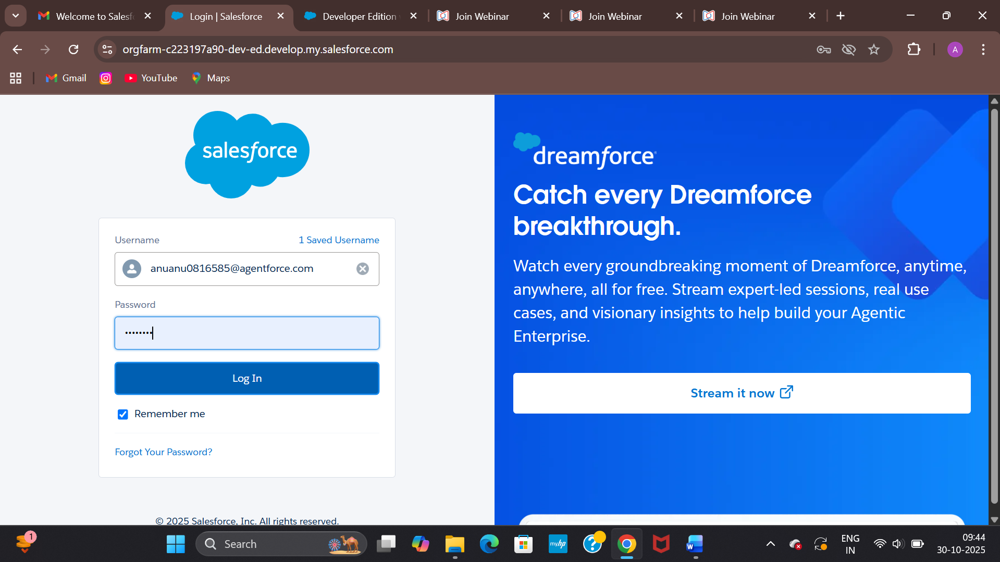 Welcome to Salesf
Login | Salesforce
Developer Edition
Join Webinar
Join Webinar
Join Webinar
orgfarm-c223197a90-dev-ed.develop.my.salesforce.com
A
Gmail
YouTube
Maps
salesforce
Username
1 Saved Username
anuanu0816585@agentforce.com
Password
Log In
Remember me
Forgot Your Password?
© 2025 Salesforce, Inc. All rights reserved.
dreamforce
Catch every Dreamforce
breakthrough.
Watch every groundbreaking moment of Dreamforce, anytime,
anywhere, all for free. Stream expert-led sessions, real use
cases, and visionary insights to help build your Agentic
Enterprise.
Stream it now
1
Search
myhp
W
ENG
IN
09:44
30-10-2025